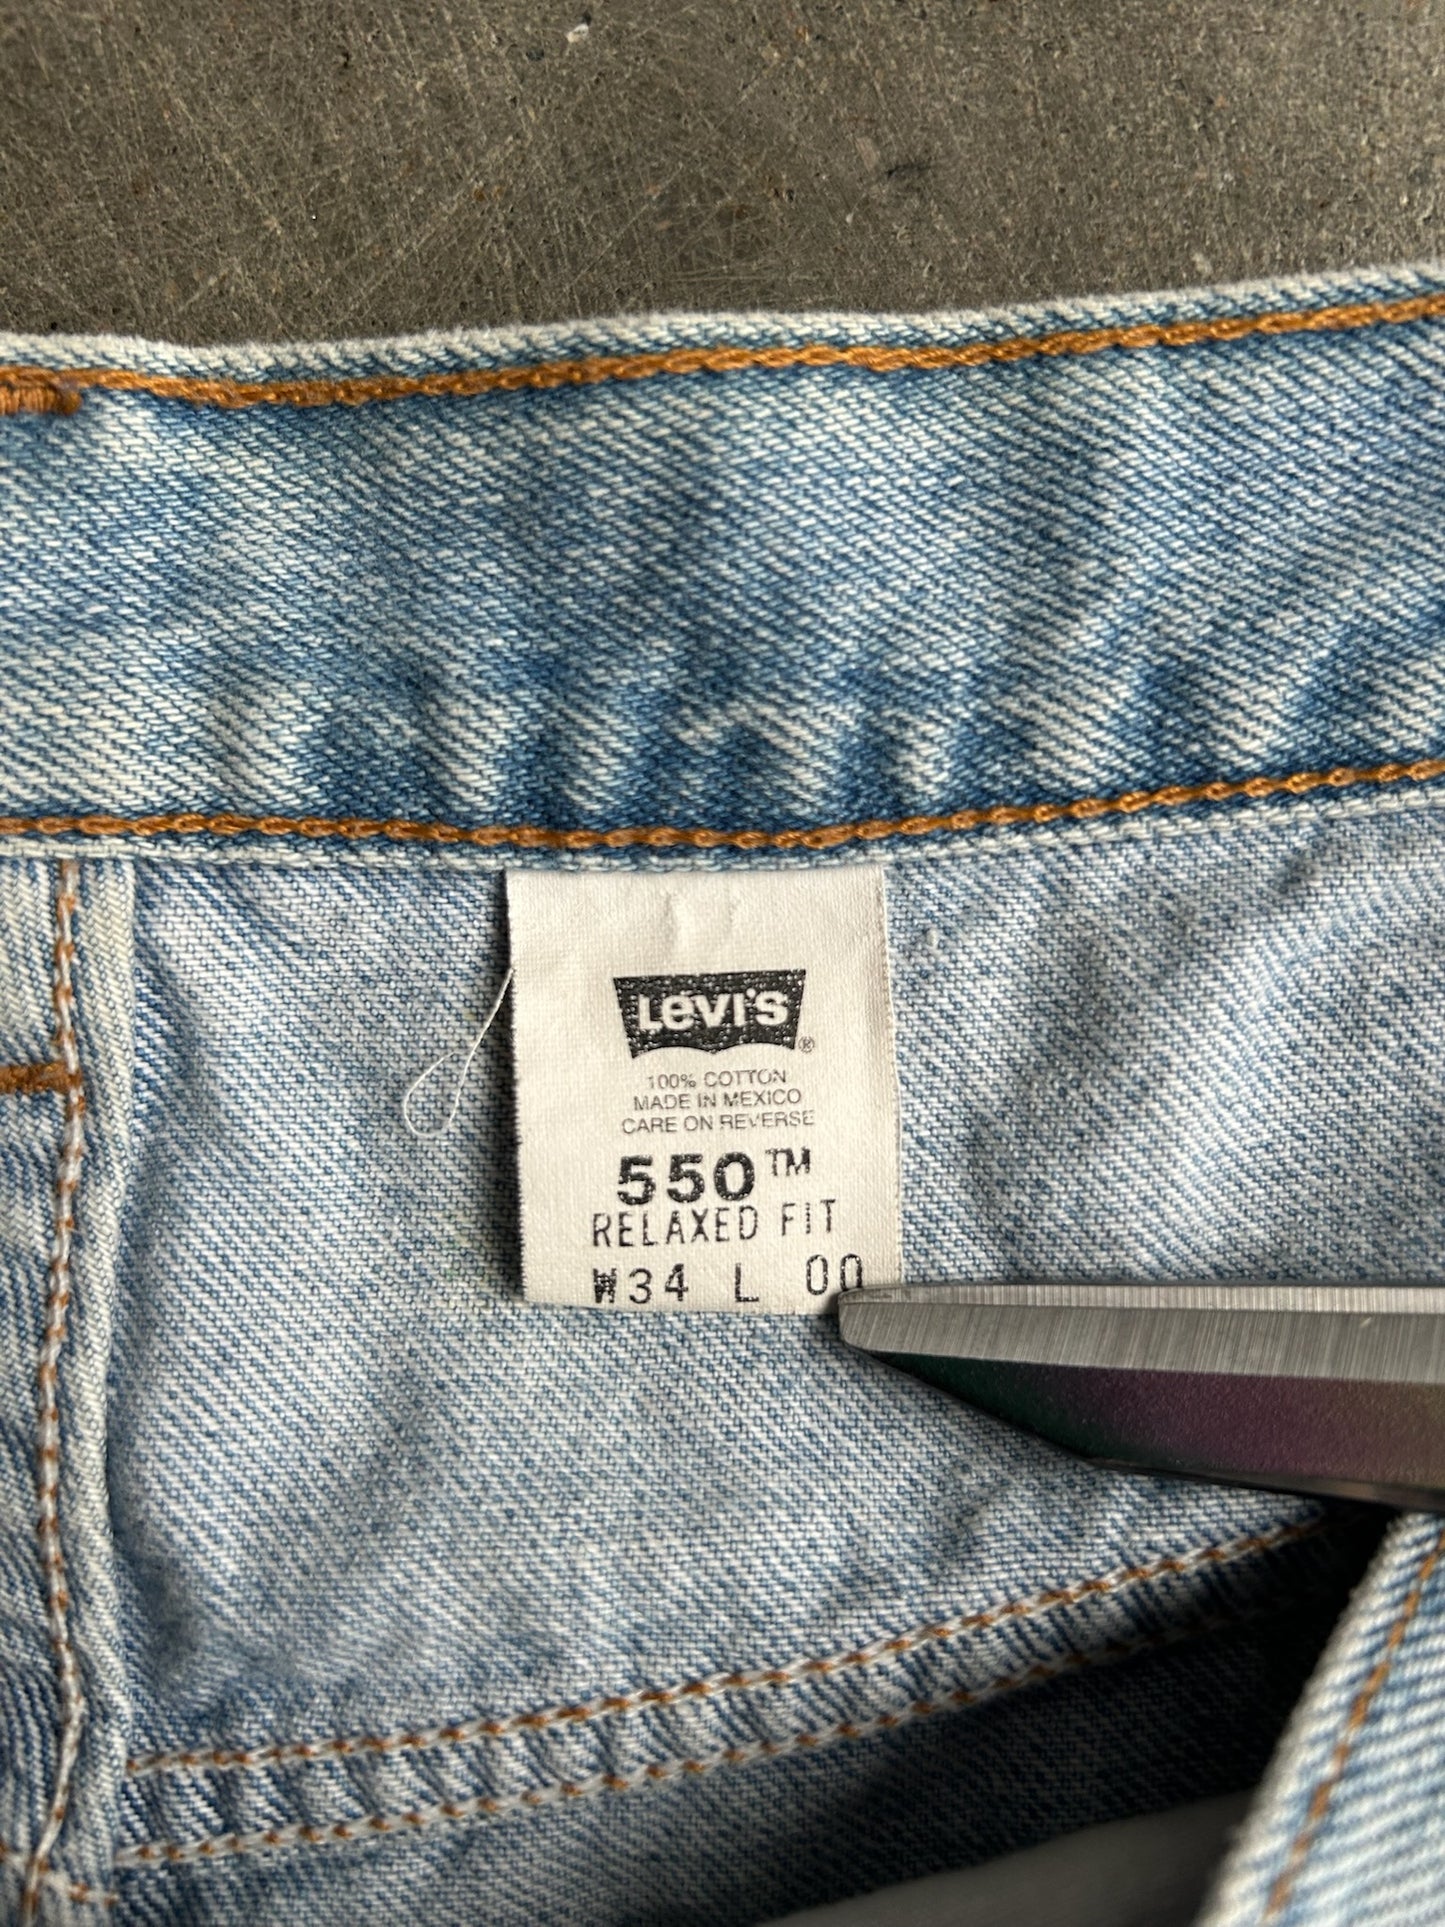 Levi's®
100% COTTON
MADE IN MEXICO
CARE ON REVERSE
550™
RELAXED FIT
W34 L 00